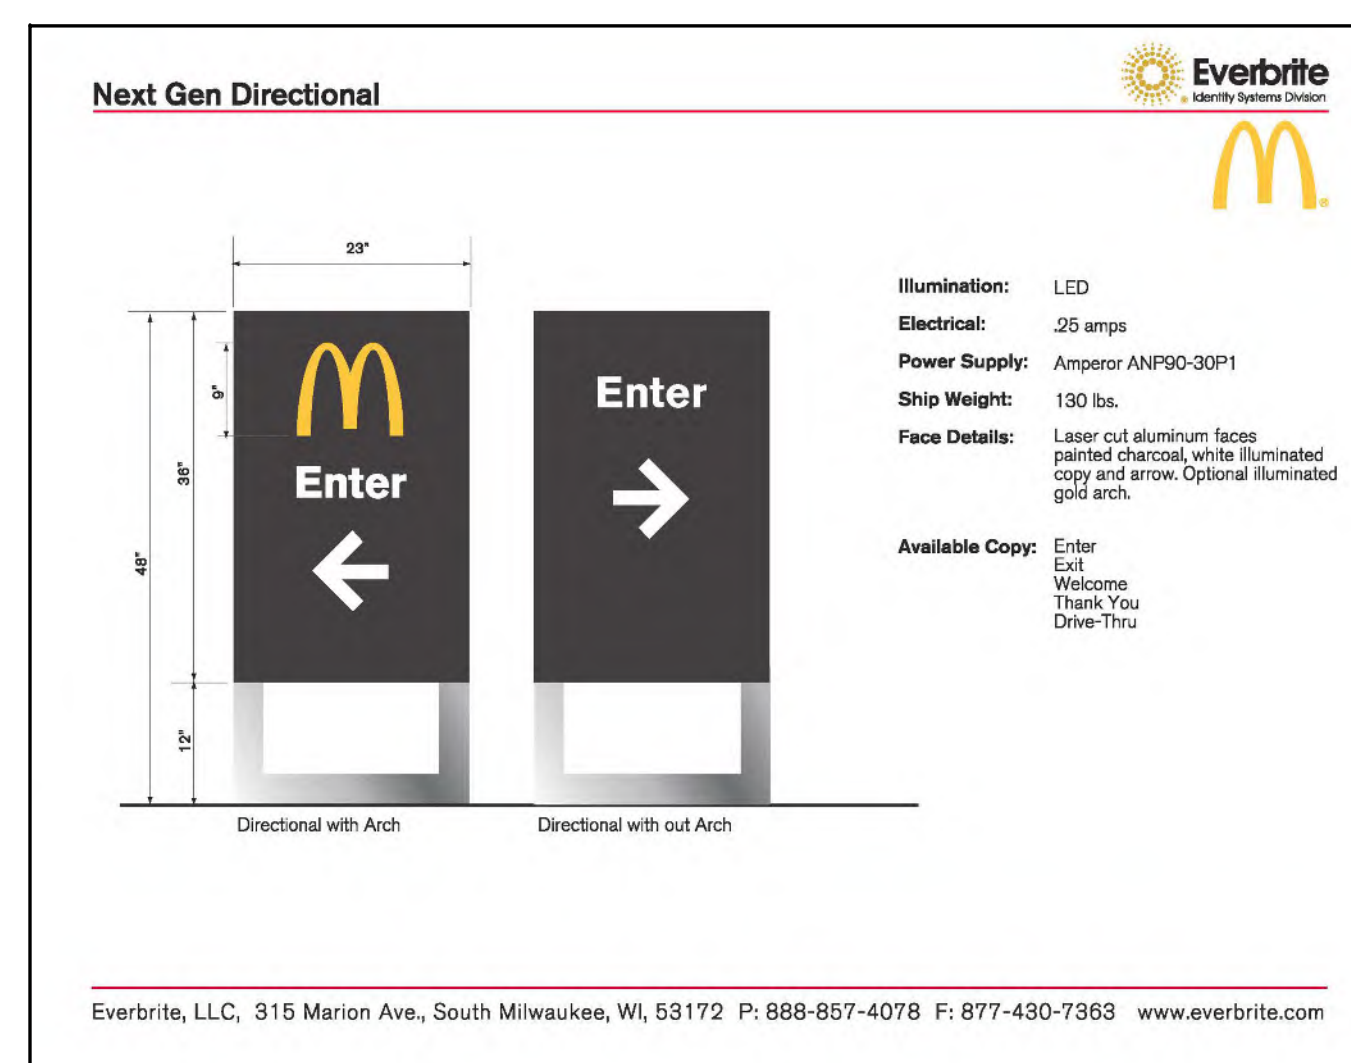 Next Gen Directional
Everbrite
Identity Systems Division
®
23"
9"
36"
48"
12"
Enter
Enter
Directional with Arch
Directional with out Arch
Illumination: LED
Electrical: .25 amps
Power Supply: Amperor ANP90-30P1
Ship Weight: 130 lbs.
Face Details: Laser cut aluminum faces
painted charcoal, white illuminated
copy and arrow. Optional illuminated
gold arch.
Available Copy: Enter
Exit
Welcome
Thank You
Drive-Thru
Everbrite, LLC, 315 Marion Ave., South Milwaukee, WI, 53172 P: 888-857-4078 F: 877-430-7363 www.everbrite.com